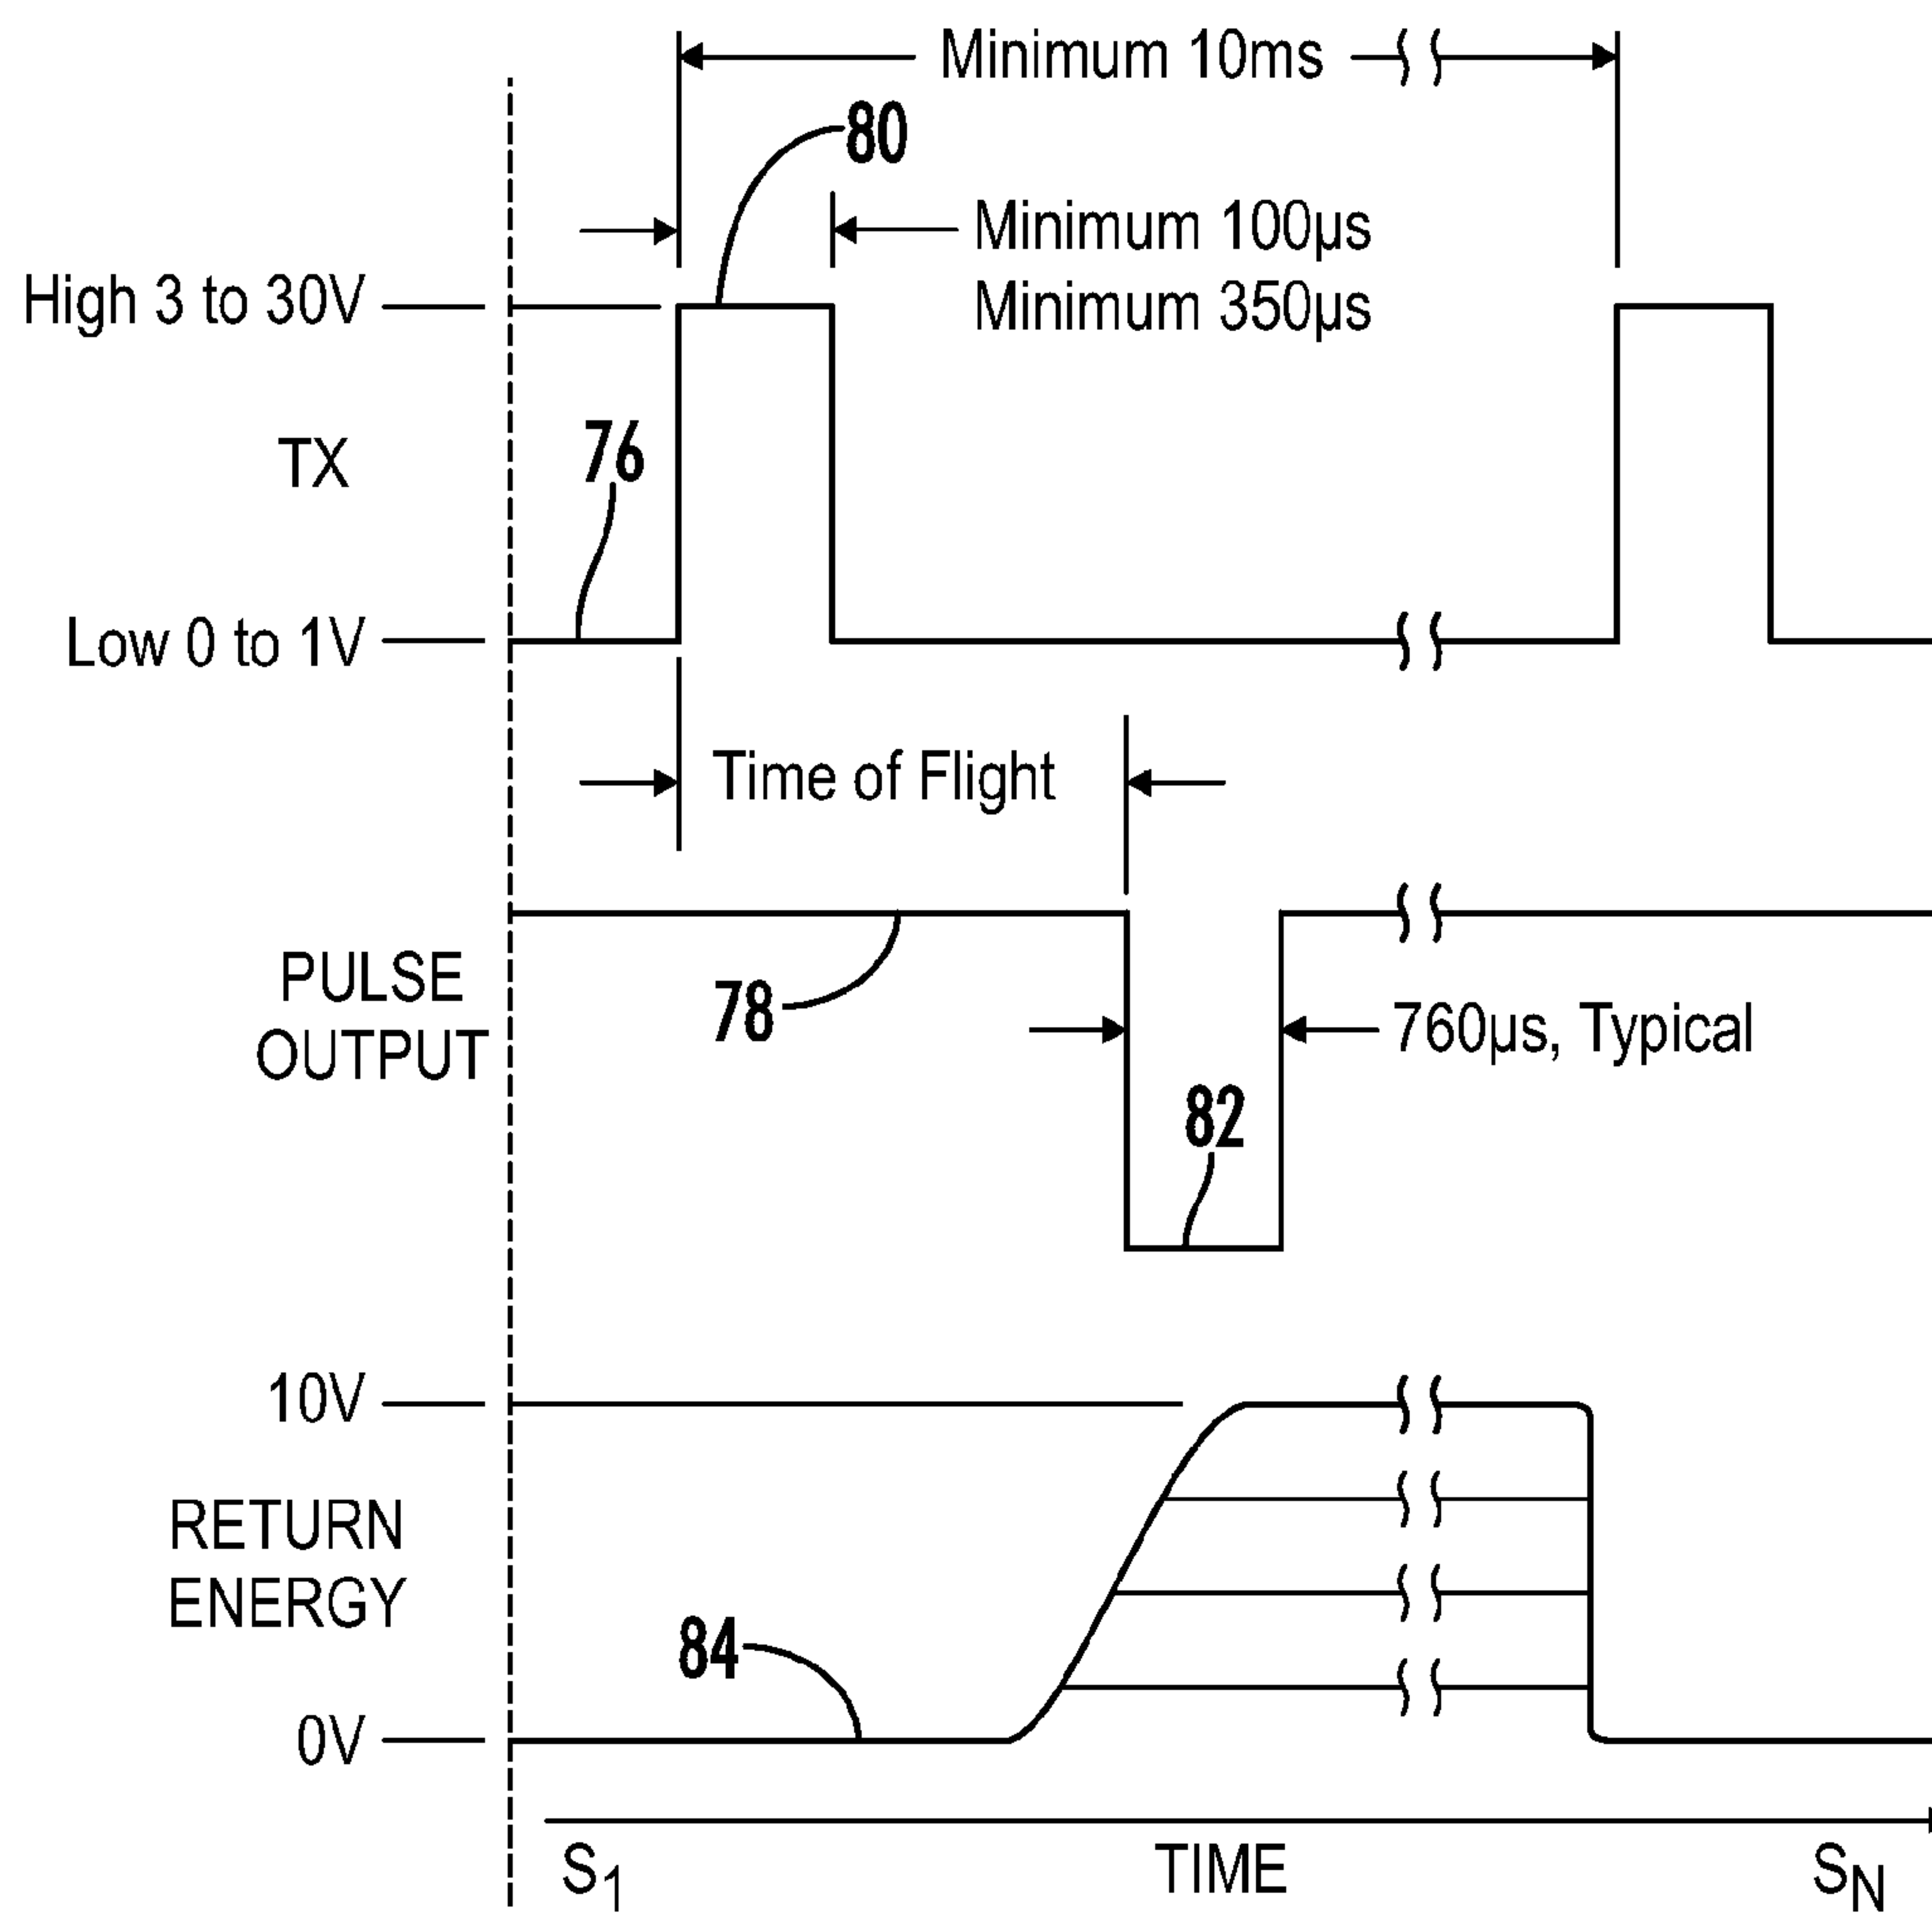 Minimum 10ms
80
Minimum 100µs
High 3 to 30V
Minimum 350µs
TX
76
Low 0 to 1V
Time of Flight
PULSE
OUTPUT
78
760µs, Typical
82
10V
RETURN
ENERGY
84
0V
S1
TIME
SN